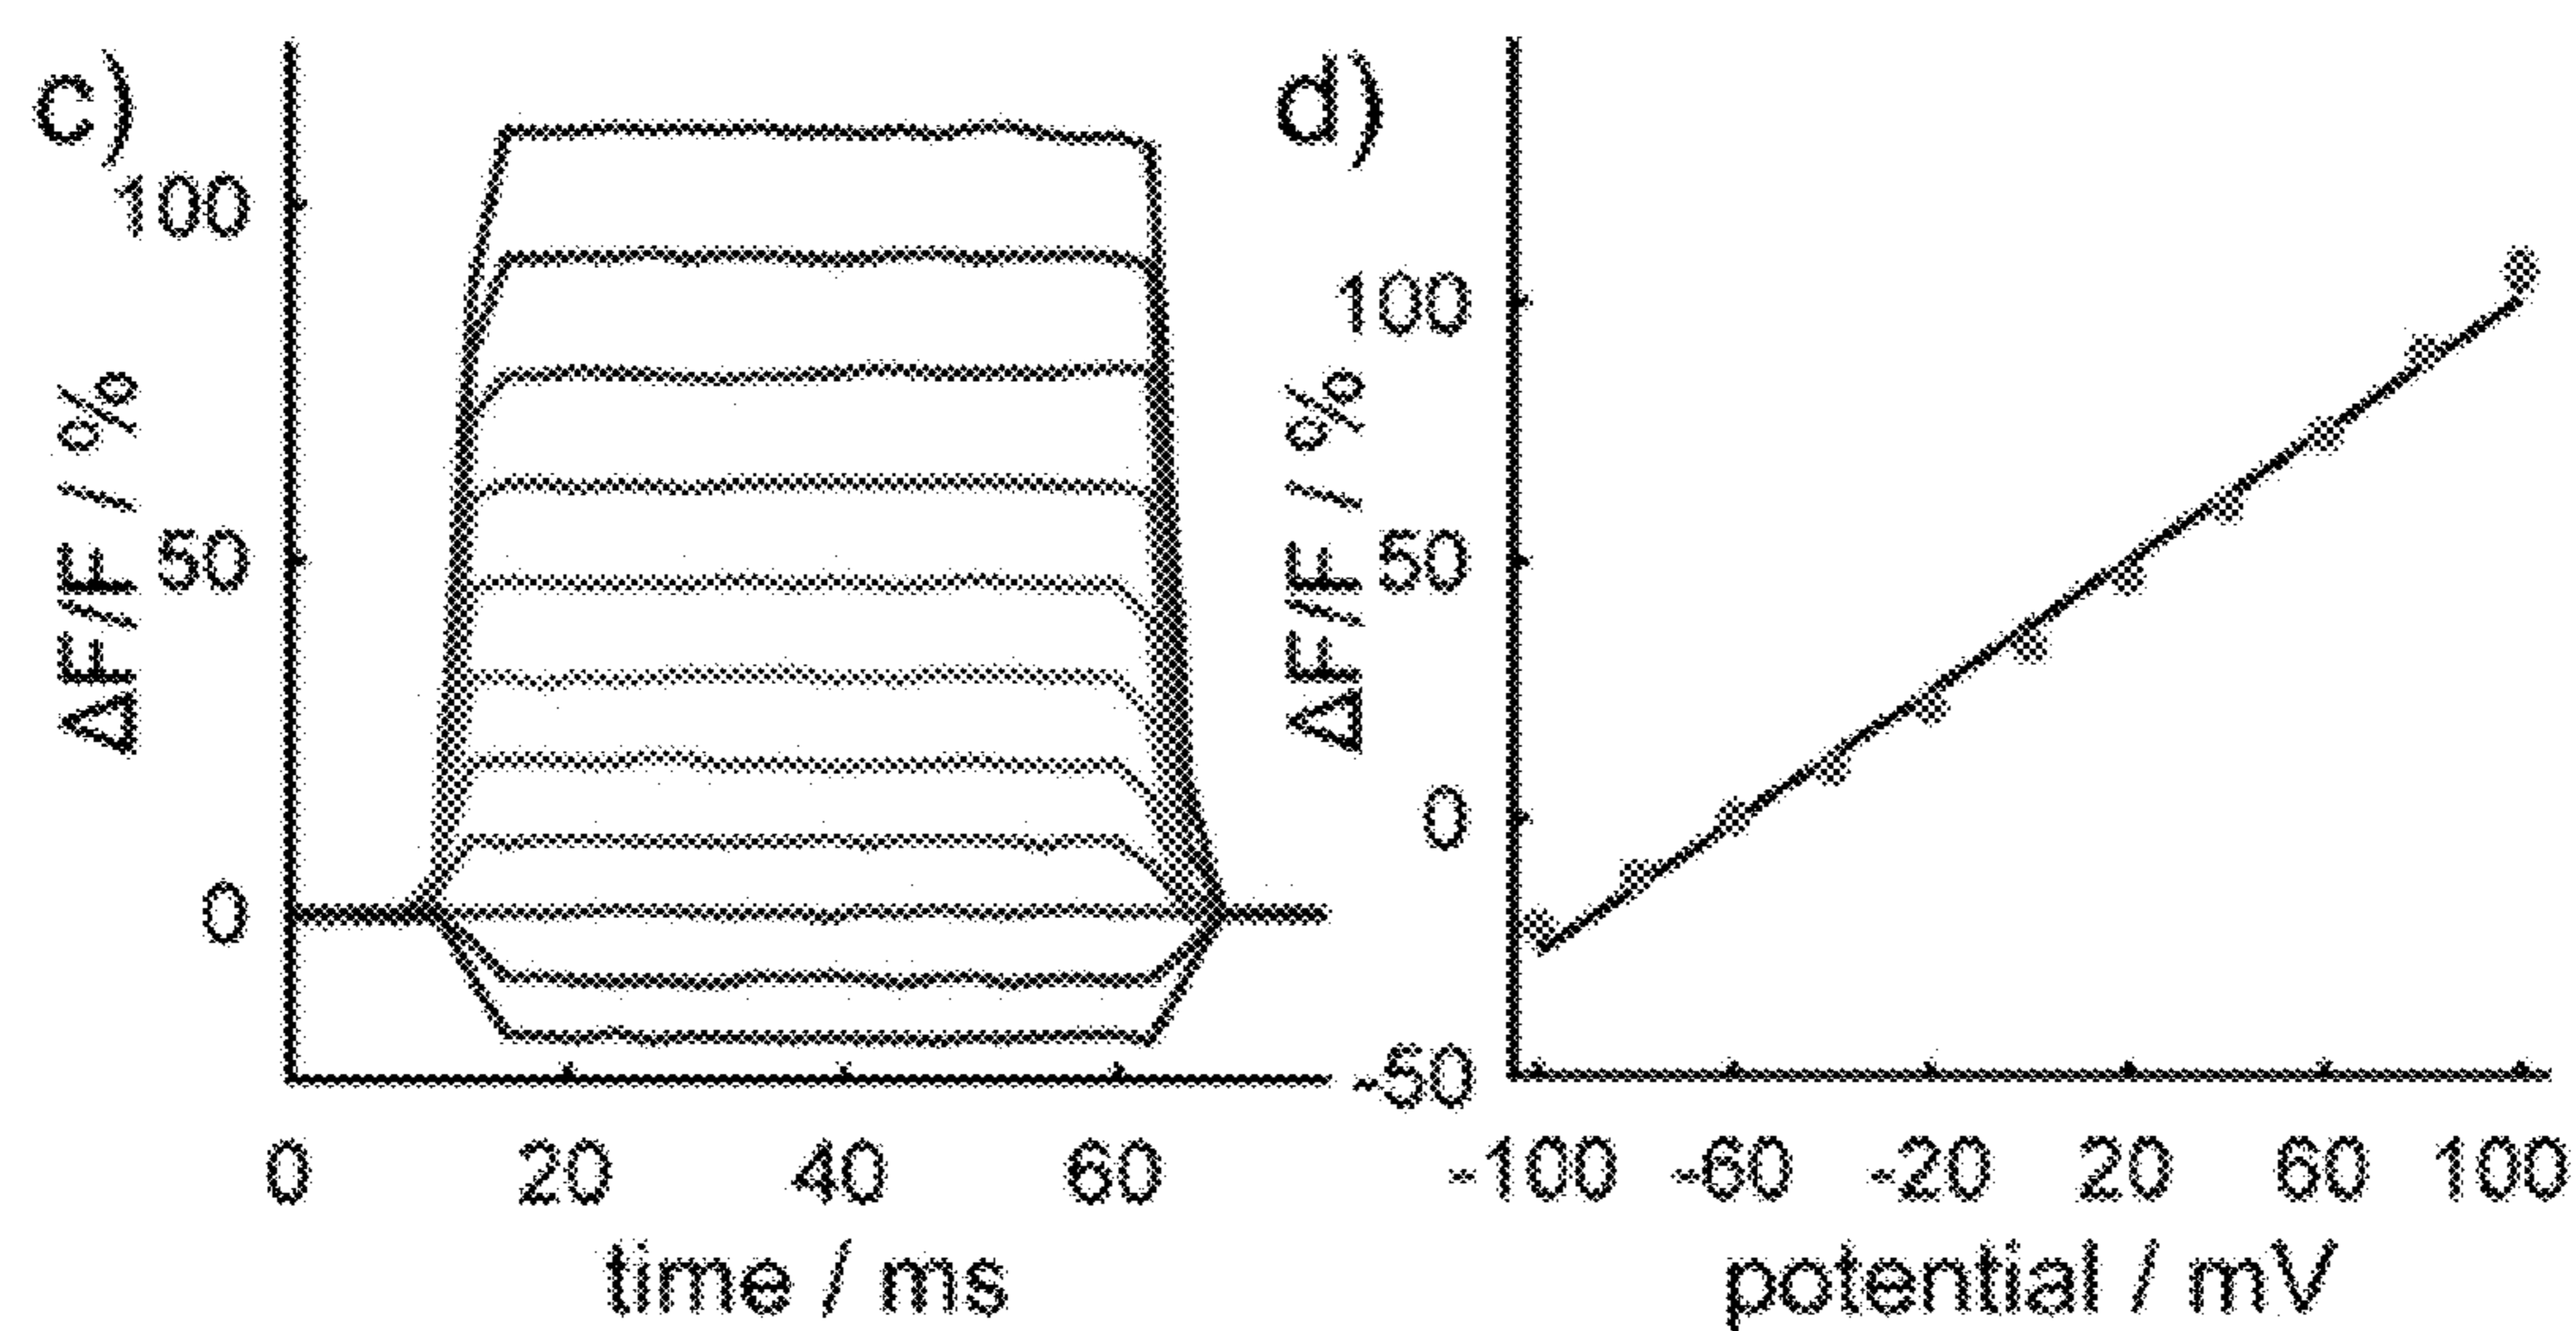 c)
100
50
0
ΔF/F / %
0 20 40 60
time / ms
d)
100
50
0
-50
ΔF/F / %
-100 -60 -20 20 60 100
potential / mV